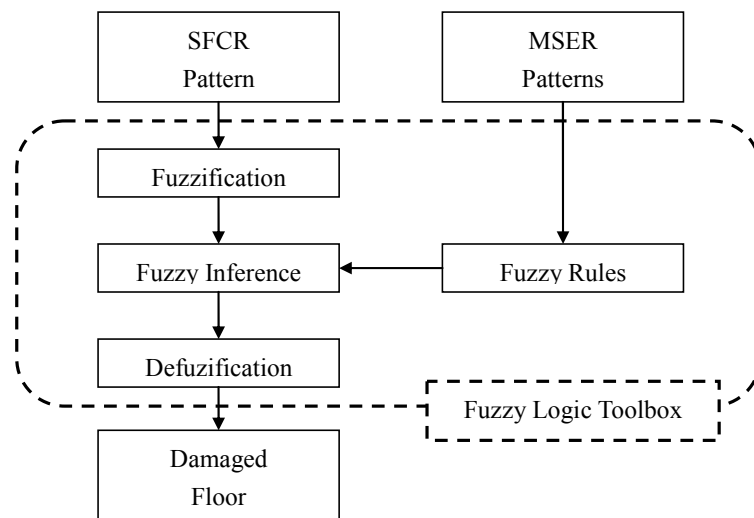 SFCR
Pattern
MSER
Patterns
Fuzzification
Fuzzy Inference
Fuzzy Rules
Defuzification
Fuzzy Logic Toolbox
Damaged
Floor